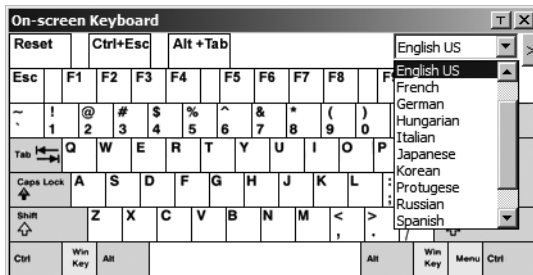 On-screen Keyboard T X
Reset Ctrl+Esc Alt +Tab English US >
Esc F1 F2 F3 F4 F5 F6 F7 F8
English US
French
German
Hungarian
Italian
Japanese
Korean
Protugese
Russian
Spanish
~ ! @ # $ % ^ & * ( )
` 1 2 3 4 5 6 7 8 9 0
Tab Q W E R T Y U I O P
Caps Lock A S D F G H J K L :
;
Shift Z X C V B N M < >
, . /
Ctrl Win Key Alt Alt Win Key Menu Ctrl